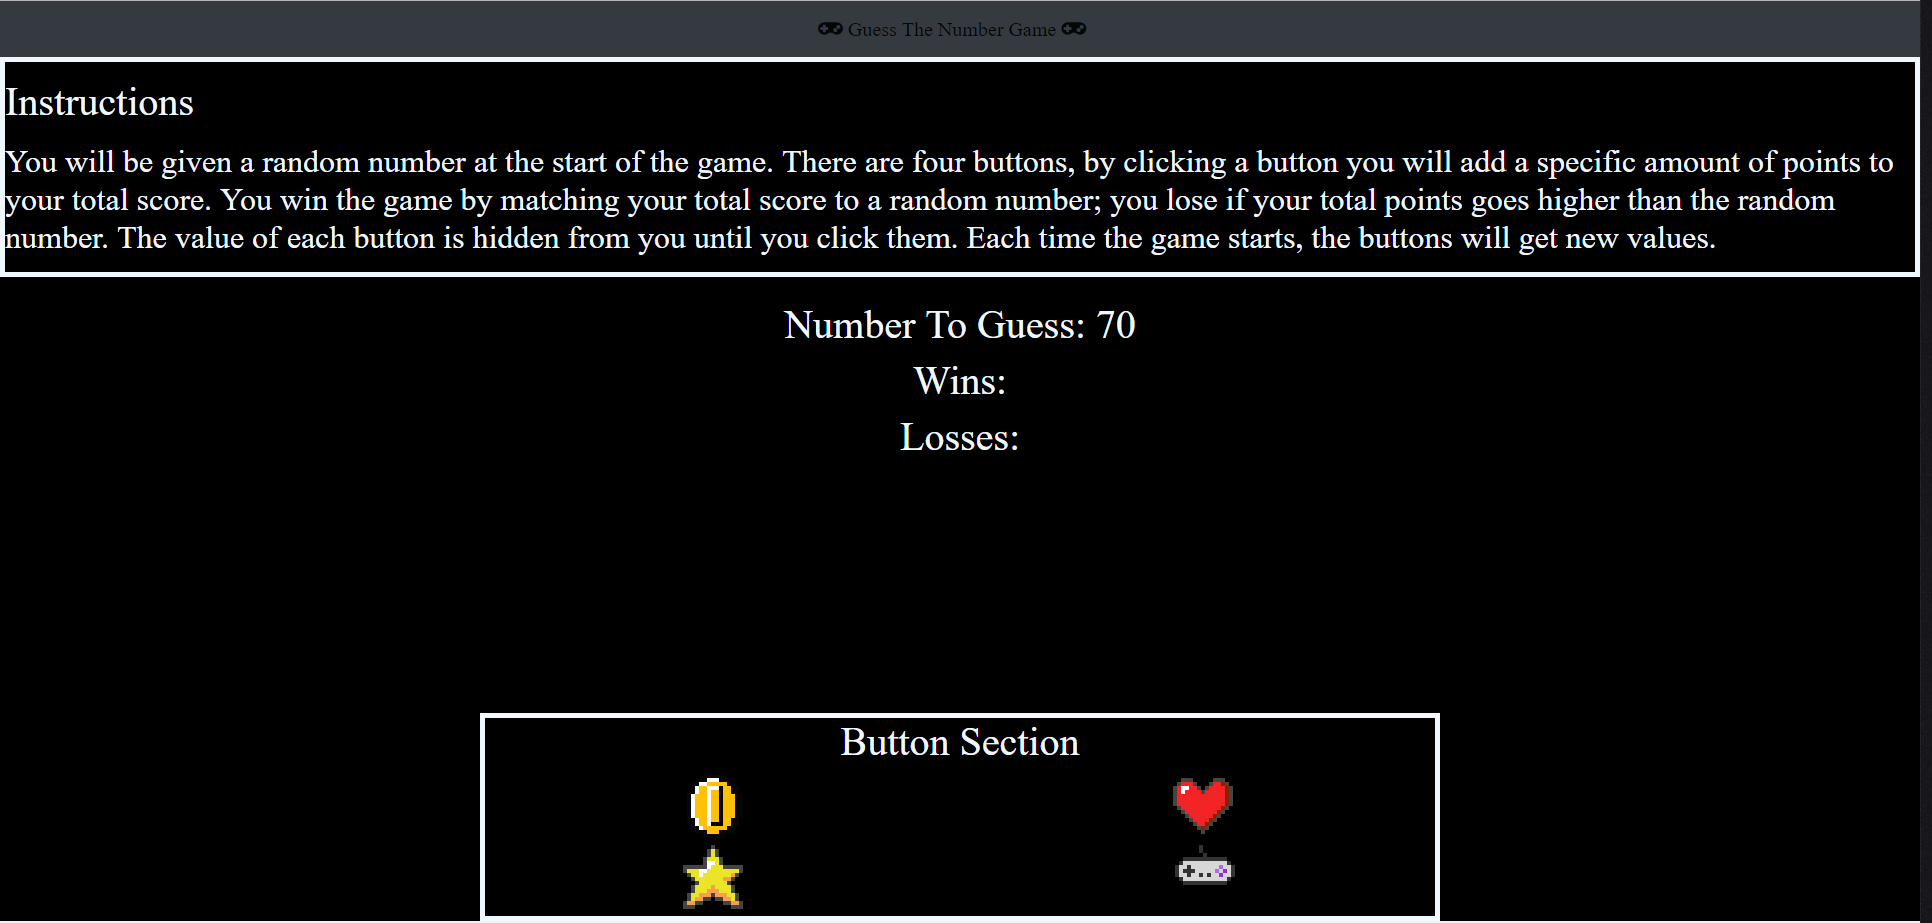 Guess The Number Game
Instructions
You will be given a random number at the start of the game. There are four buttons, by clicking a button you will add a specific amount of points to
your total score. You win the game by matching your total score to a random number; you lose if your total points goes higher than the random
number. The value of each button is hidden from you until you click them. Each time the game starts, the buttons will get new values.
Number To Guess: 70
Wins:
Losses:
Button Section